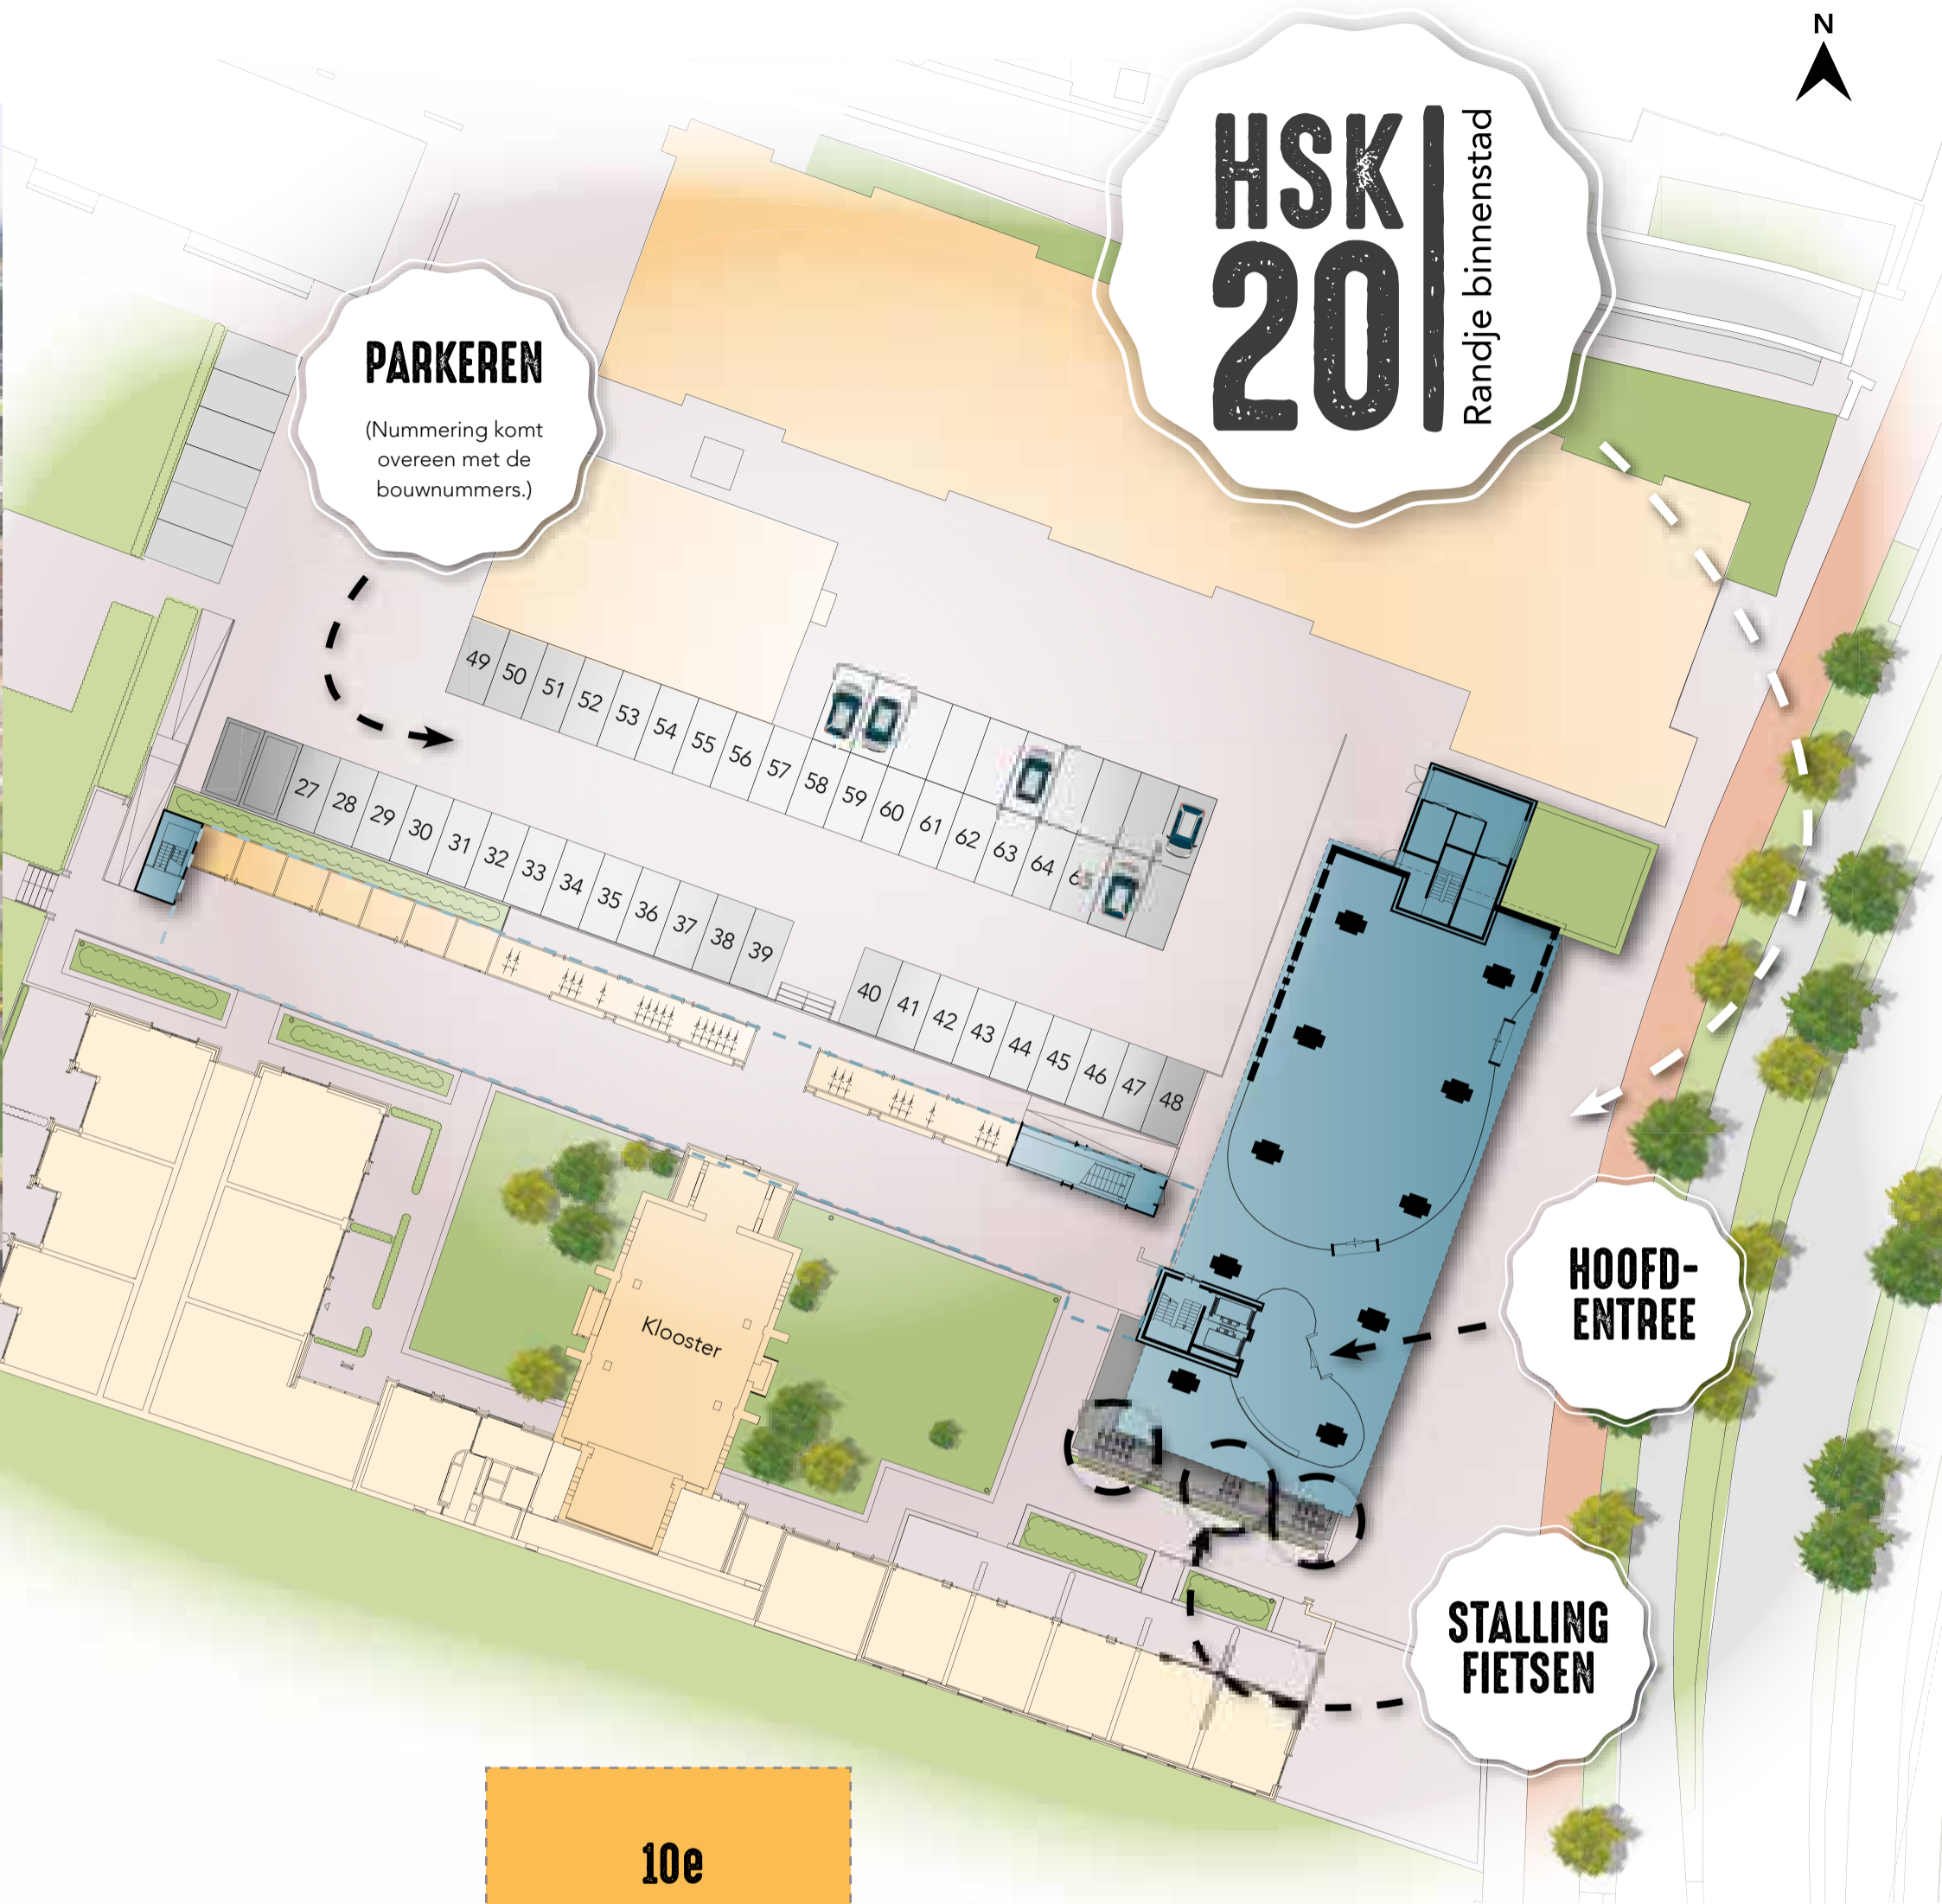 N
HSK
20
Randje binnenstad
PARKEREN
(Nummering komt
overeen met de
bouwnummers.)
49 50 51 52 53 54 55 56 57 58 59 60 61 62 63 64 65
27 28 29 30 31 32 33 34 35 36 37 38 39
40 41 42 43 44 45 46 47 48
Klooster
HOOFD-
ENTREE
STALLING
FIETSEN
10e